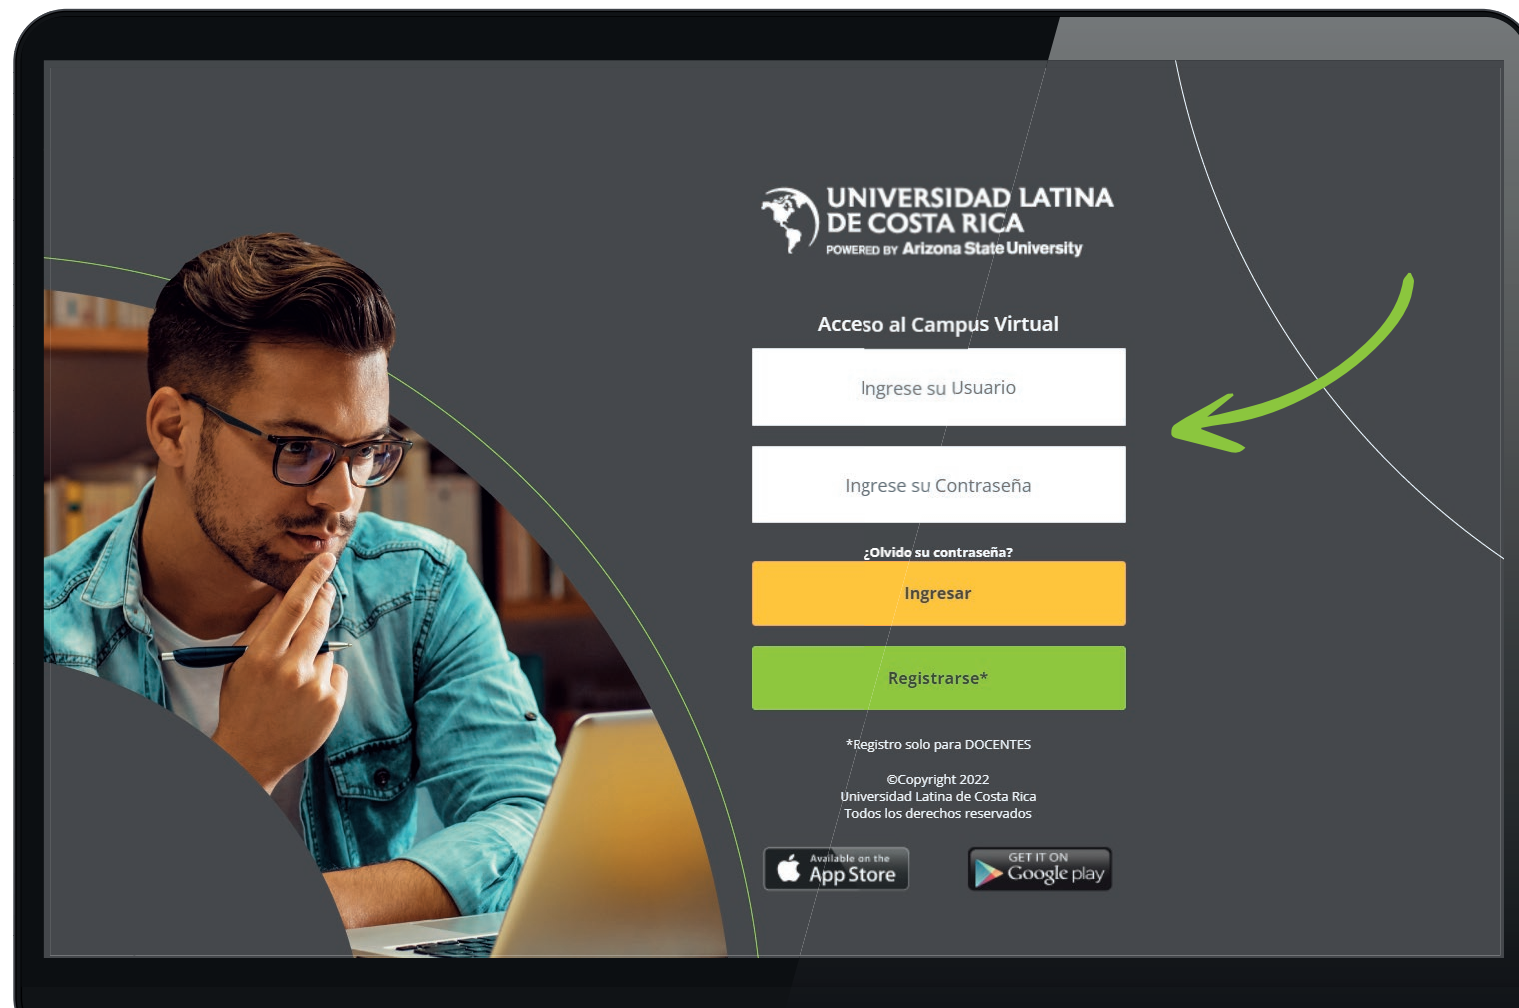 UNIVERSIDAD LATINA
DE COSTA RICA
POWERED BY Arizona State University
Acceso al Campus Virtual
Ingrese su Usuario
Ingrese su Contraseña
¿Olvido su contraseña?
Ingresar
Registrarse*
*Registro solo para DOCENTES
©Copyright 2022
Universidad Latina de Costa Rica
Todos los derechos reservados
Available on the
App Store
GET IT ON
Google play